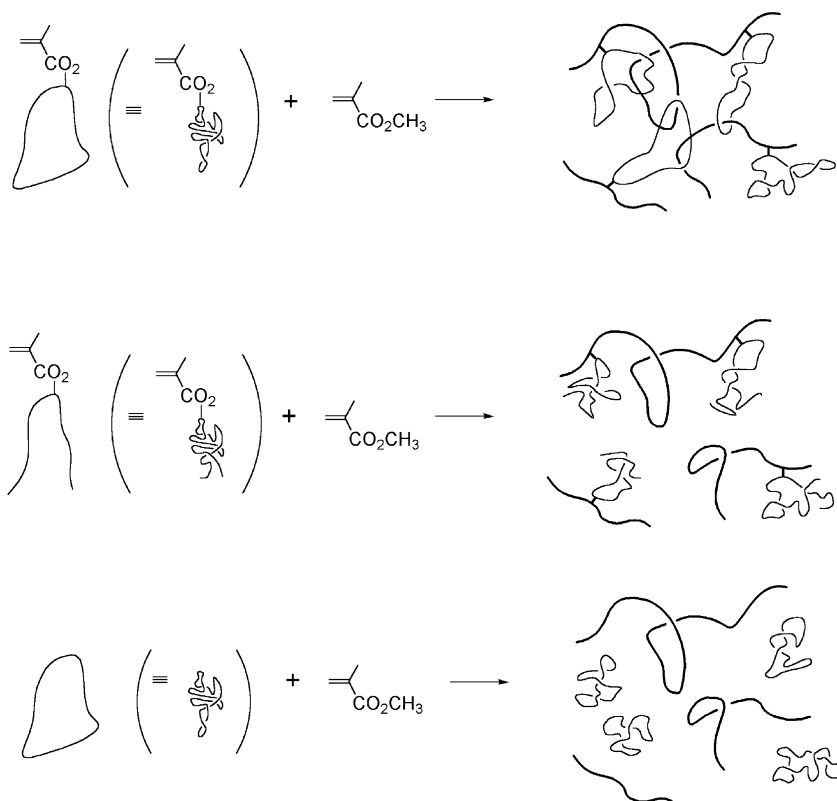 CO2 ( ≡ CO2 ) + CO2CH3
CO2 ( ≡ CO2 ) + CO2CH3
( ≡ ) + CO2CH3